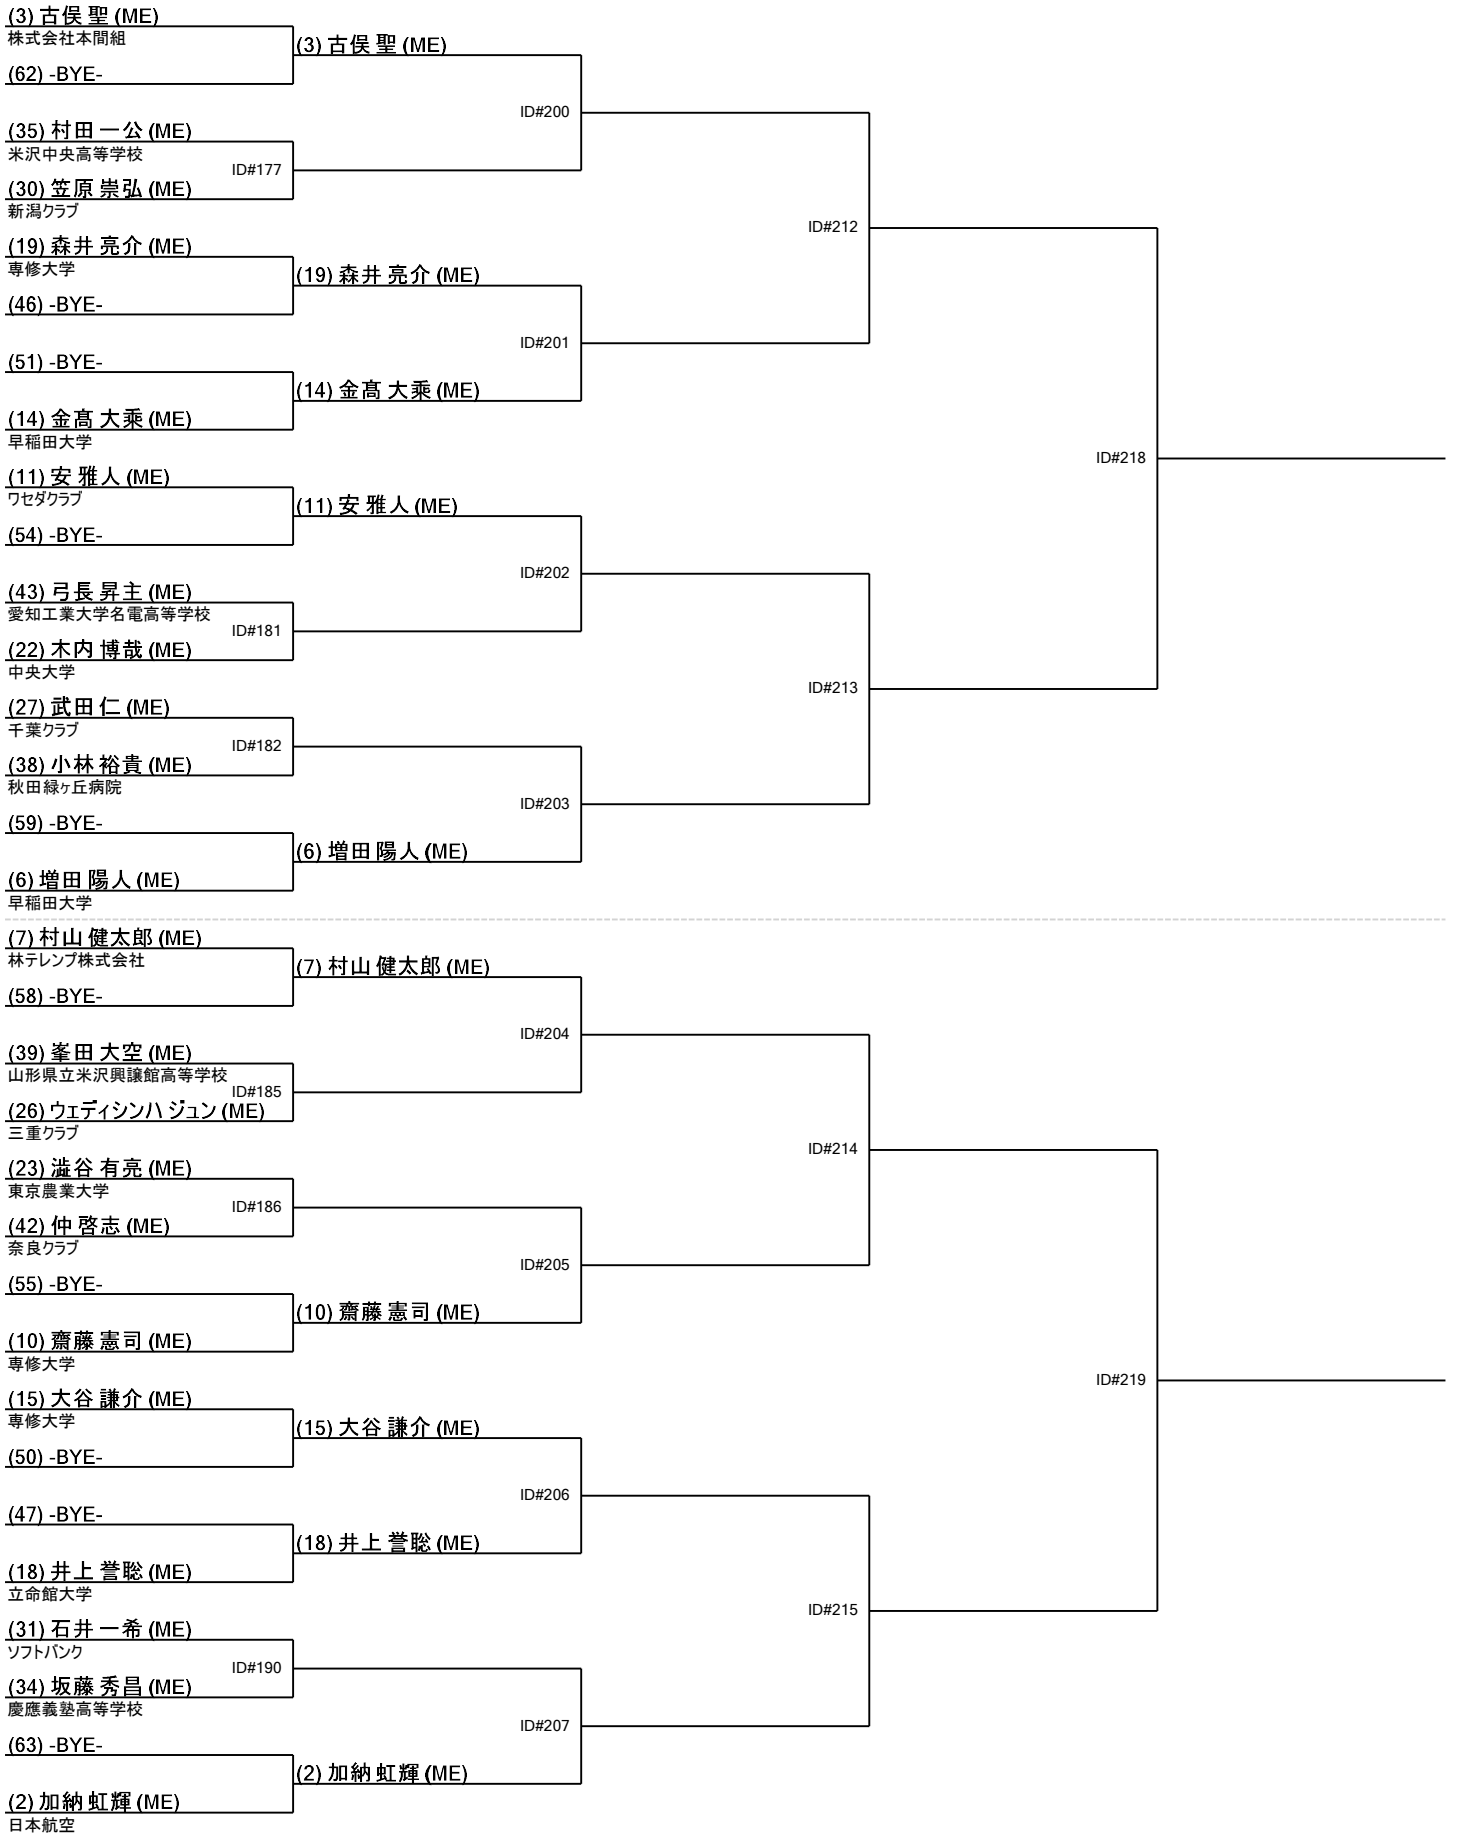 (3) 古俣 聖 (ME)
株式会社本間組
(3) 古俣 聖 (ME)
(62) -BYE-
ID#200
(35) 村田 一公 (ME)
米沢中央高等学校
ID#177
(30) 笠原 崇弘 (ME)
新潟クラブ
ID#212
(19) 森井 亮介 (ME)
専修大学
(19) 森井 亮介 (ME)
(46) -BYE-
ID#201
(51) -BYE-
(14) 金髙 大乘 (ME)
(14) 金髙 大乘 (ME)
早稲田大学
ID#218
(11) 安 雅人 (ME)
ワセダクラブ
(11) 安 雅人 (ME)
(54) -BYE-
ID#202
(43) 弓長 昇主 (ME)
愛知工業大学名電高等学校
ID#181
(22) 木内 博哉 (ME)
中央大学
ID#213
(27) 武田 仁 (ME)
千葉クラブ
ID#182
(38) 小林 裕貴 (ME)
秋田緑ヶ丘病院
ID#203
(59) -BYE-
(6) 増田 陽人 (ME)
(6) 増田 陽人 (ME)
早稲田大学
(7) 村山 健太郎 (ME)
林テレンプ株式会社
(7) 村山 健太郎 (ME)
(58) -BYE-
ID#204
(39) 峯田 大空 (ME)
山形県立米沢興譲館高等学校
ID#185
(26) ウェディシンハ ジュン (ME)
三重クラブ
ID#214
(23) 澁谷 有亮 (ME)
東京農業大学
ID#186
(42) 仲 啓志 (ME)
奈良クラブ
ID#205
(55) -BYE-
(10) 齋藤 憲司 (ME)
(10) 齋藤 憲司 (ME)
専修大学
ID#219
(15) 大谷 謙介 (ME)
専修大学
(15) 大谷 謙介 (ME)
(50) -BYE-
ID#206
(47) -BYE-
(18) 井上 誉聡 (ME)
(18) 井上 誉聡 (ME)
立命館大学
ID#215
(31) 石井 一希 (ME)
ソフトバンク
ID#190
(34) 坂藤 秀昌 (ME)
慶應義塾高等学校
ID#207
(63) -BYE-
(2) 加納 虹輝 (ME)
(2) 加納 虹輝 (ME)
日本航空